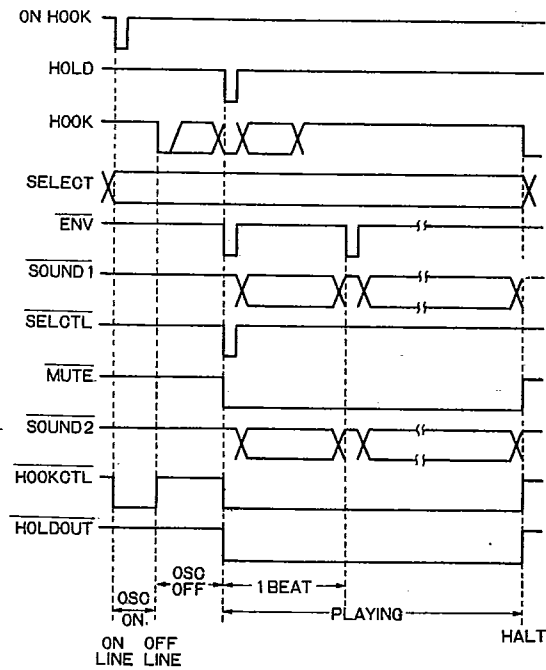 ON HOOK
HOLD
HOOK
SELECT
ENV
SOUND1
SELCTL
MUTE
SOUND2
HOOKCTL
HOLDOUT
OSC ON.
OSC OFF
1 BEAT
PLAYING
HALT
ON LINE
OFF LINE